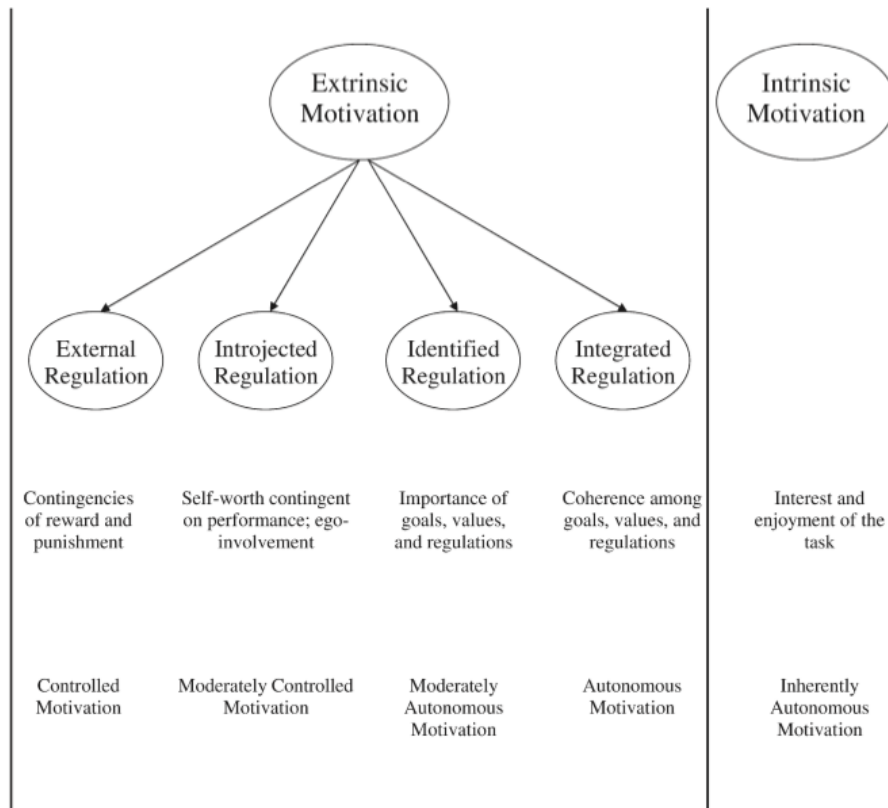 Extrinsic
Motivation
Intrinsic
Motivation
External
Regulation
Introjected
Regulation
Identified
Regulation
Integrated
Regulation
Contingencies
of reward and
punishment
Self-worth contingent
on performance; ego-
involvement
Importance of
goals, values,
and regulations
Coherence among
goals, values, and
regulations
Interest and
enjoyment of the
task
Controlled
Motivation
Moderately Controlled
Motivation
Moderately
Autonomous
Motivation
Autonomous
Motivation
Inherently
Autonomous
Motivation